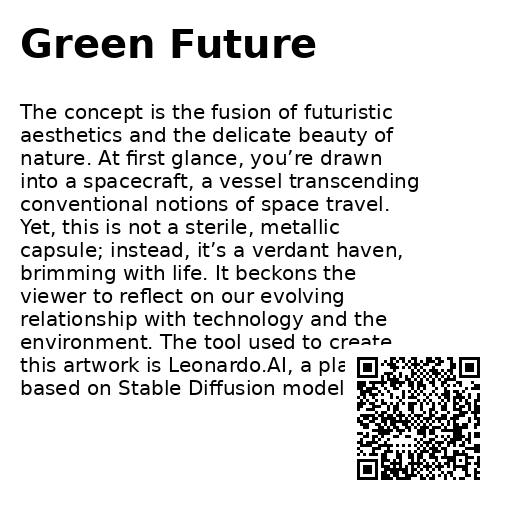 Green Future
The concept is the fusion of futuristic
aesthetics and the delicate beauty of
nature. At first glance, you’re drawn
into a spacecraft, a vessel transcending
conventional notions of space travel.
Yet, this is not a sterile, metallic
capsule; instead, it’s a verdant haven,
brimming with life. It beckons the
viewer to reflect on our evolving
relationship with technology and the
environment. The tool used to create
this artwork is Leonardo.AI, a
based on Stable Diffusion model